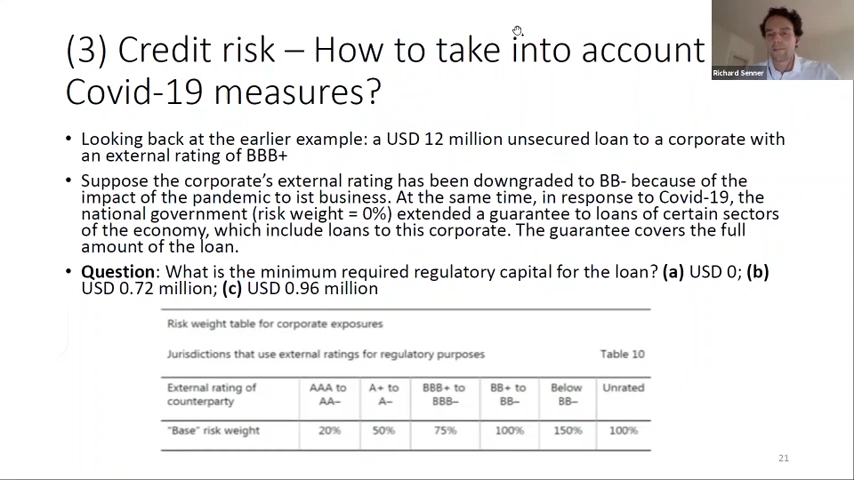 (3) Credit risk – How to take into account
Covid-19 measures?
Richard Senner
• Looking back at the earlier example: a USD 12 million unsecured loan to a corporate with
an external rating of BBB+
• Suppose the corporate's external rating has been downgraded to BB- because of the
impact of the pandemic to ist business. At the same time, in response to Covid-19, the
national government (risk weight = 0%) extended a guarantee to loans of certain sectors
of the economy, which include loans to this corporate. The guarantee covers the full
amount of the loan.
• Question: What is the minimum required regulatory capital for the loan? (a) USD 0; (b)
USD 0.72 million; (c) USD 0.96 million
Risk weight table for corporate exposures
Jurisdictions that use external ratings for regulatory purposes Table 10
External rating of AAA to A+ to BBB+ to BB+ to Below Unrated
counterparty AA– A– BBB– BB– BB–
"Base" risk weight 20% 50% 75% 100% 150% 100%
21